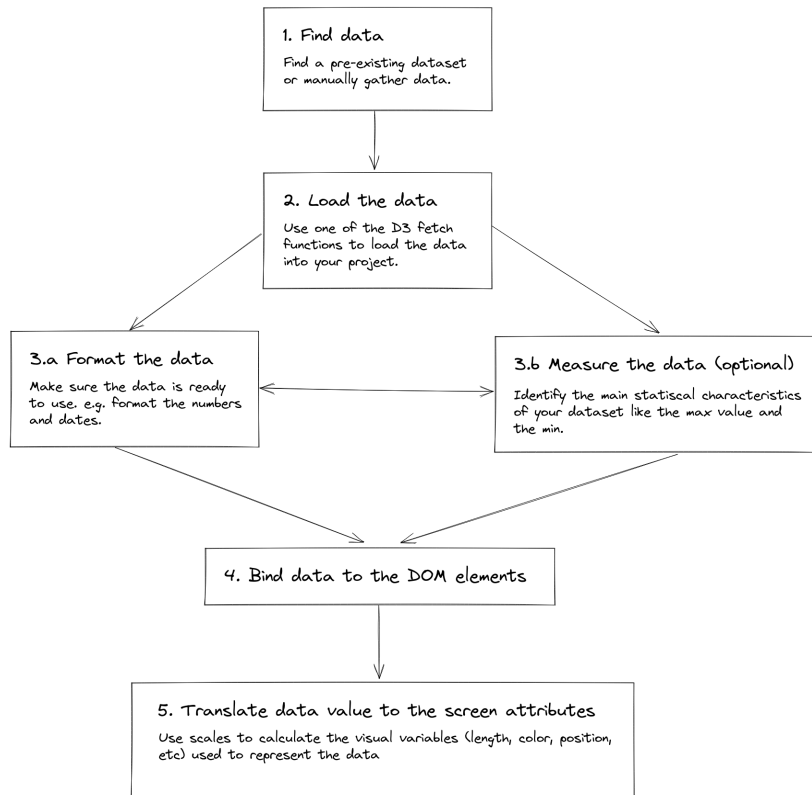 1. Find data
Find a pre-existing dataset
or manually gather data.
2. Load the data
Use one of the D3 fetch
functions to load the data
into your project.
3.a Format the data
Make sure the data is ready
to use. e.g. format the numbers
and dates.
3.b Measure the data (optional)
Identify the main statiscal characteristics
of your dataset like the max value and
the min.
4. Bind data to the DOM elements
5. Translate data value to the screen attributes
Use scales to calculate the visual variables (length, color, position,
etc) used to represent the data